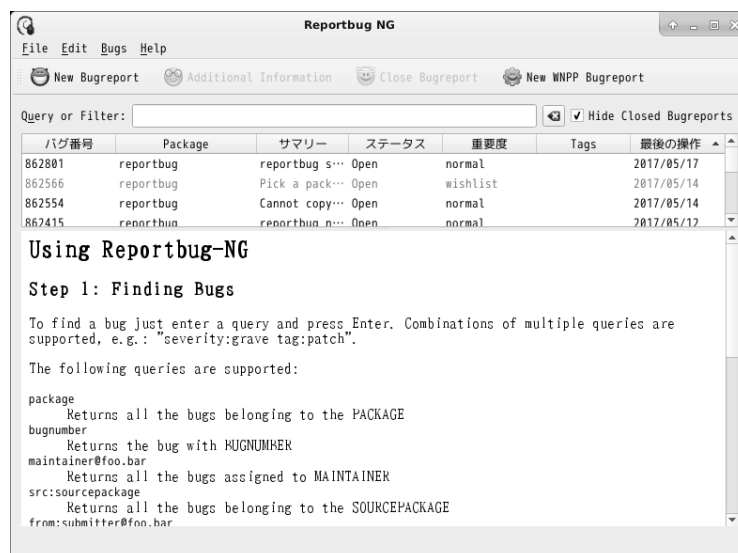 Reportbug NG
File Edit Bugs Help
New Bugreport Additional Information Close Bugreport New WNPP Bugreport
Query or Filter: Hide Closed Bugreports
バグ番号 Package サマリー ステータス 重要度 Tags 最後の操作
862801 reportbug reportbug s… Open normal 2017/05/17
862566 reportbug Pick a pack… Open wishlist 2017/05/14
862554 reportbug Cannot copy… Open normal 2017/05/14
862415 reportbug reportbug n… Open normal 2017/05/12
Using Reportbug-NG
Step 1: Finding Bugs
To find a bug just enter a query and press Enter. Combinations of multiple queries are
supported, e.g.: "severity:grave tag:patch".
The following queries are supported:
package
Returns all the bugs belonging to the PACKAGE
bugnumber
Returns the bug with BUGNUMBER
maintainer@foo.bar
Returns all the bugs assigned to MAINTAINER
src:sourcepackage
Returns all the bugs belonging to the SOURCEPACKAGE
from:submitter@foo.bar